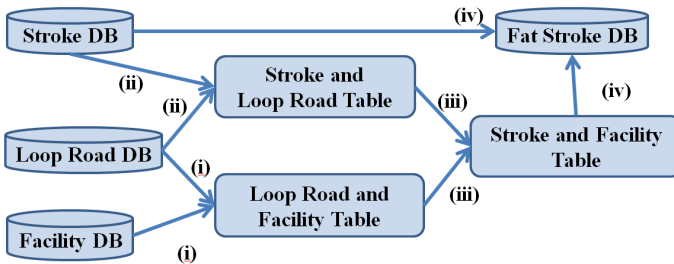 (iv)
Stroke DB
Fat Stroke DB
(ii)
Stroke and
Loop Road Table
(iii)
(iv)
(ii)
Loop Road DB
Stroke and Facility
Table
(i)
Loop Road and
Facility Table
(iii)
Facility DB
(i)